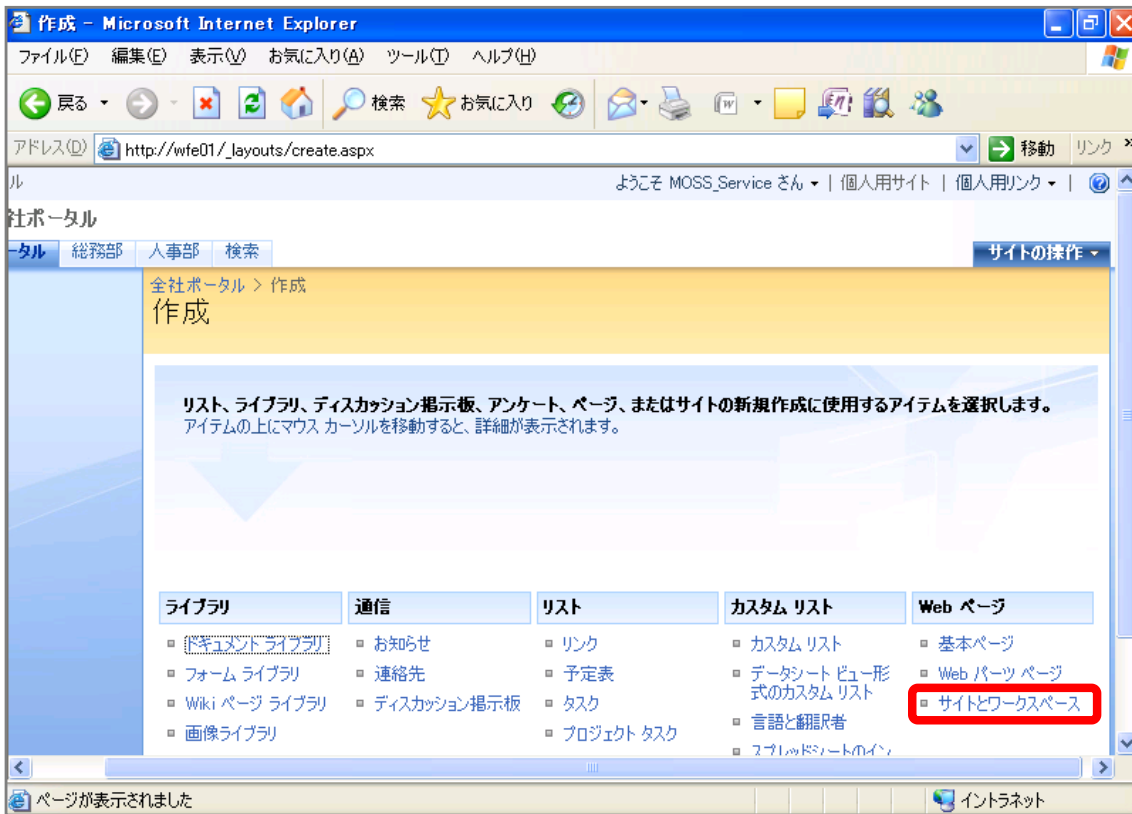 作成 - Microsoft Internet Explorer
ファイル(F) 編集(E) 表示(V) お気に入り(A) ツール(T) ヘルプ(H)
戻る 検索 お気に入り
アドレス(D) http://wfe01/_layouts/create.aspx 移動 リンク »
ル ようこそ MOSS_Service さん | 個人用サイト | 個人用リンク |
社ポータル
ータル 総務部 人事部 検索 サイトの操作
全社ポータル > 作成
作成
リスト、ライブラリ、ディスカッション掲示板、アンケート、ページ、またはサイトの新規作成に使用するアイテムを選択します。
アイテムの上にマウス カーソルを移動すると、詳細が表示されます。
ライブラリ
ドキュメント ライブラリ
フォーム ライブラリ
Wiki ページ ライブラリ
画像ライブラリ
通信
お知らせ
連絡先
ディスカッション掲示板
リスト
リンク
予定表
タスク
プロジェクト タスク
カスタム リスト
カスタム リスト
データシート ビュー形
式のカスタム リスト
言語と翻訳者
スプレッドシートのイン
Web ページ
基本ページ
Web パーツ ページ
サイトとワークスペース
ページが表示されました イントラネット